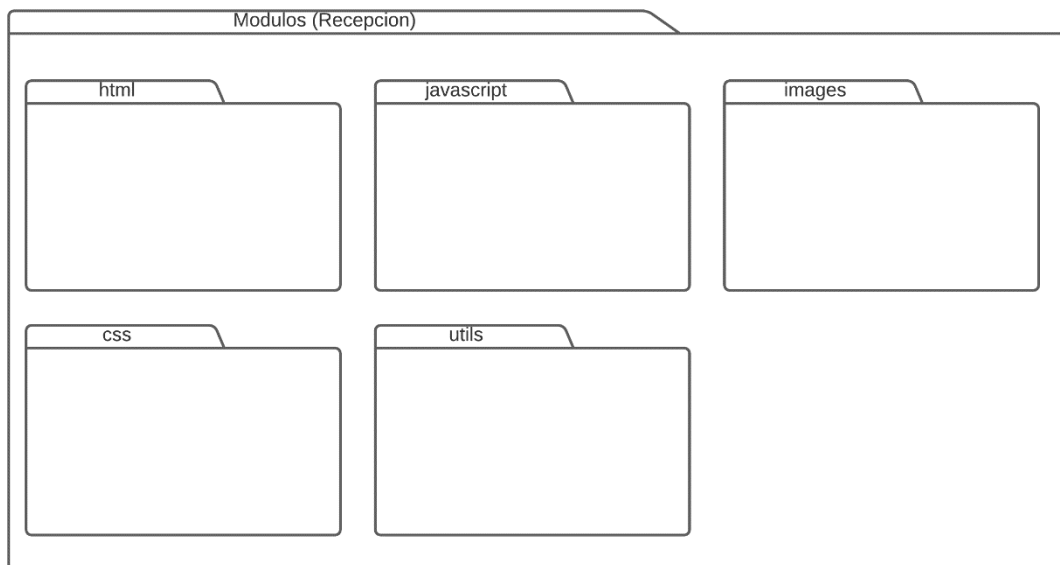 Modulos (Recepcion)
html
javascript
images
css
utils